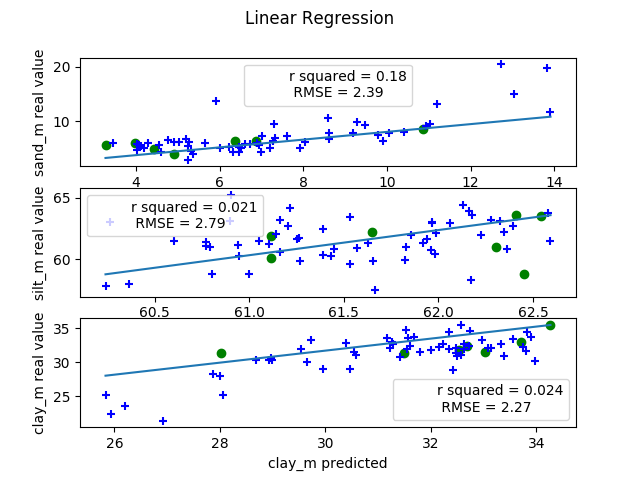 Linear Regression
sand_m real value
20
10
r squared = 0.18
RMSE = 2.39
4 6 8 10 12 14
silt_m real value
65
60
r squared = 0.021
RMSE = 2.79
60.5 61.0 61.5 62.0 62.5
clay_m real value
35
30
25
r squared = 0.024
RMSE = 2.27
26 28 30 32 34
clay_m predicted